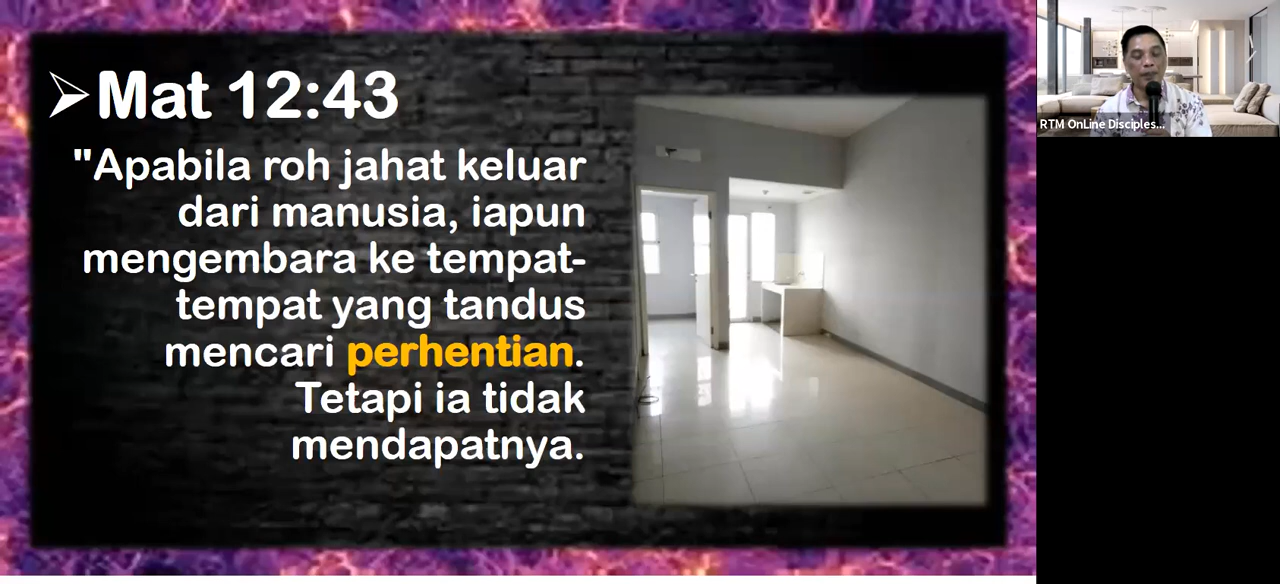 ➢Mat 12:43
"Apabila roh jahat keluar
dari manusia, iapun
mengembara ke tempat-
tempat yang tandus
mencari perhentian.
Tetapi ia tidak
mendapatnya.
RTM OnLine Disciples...